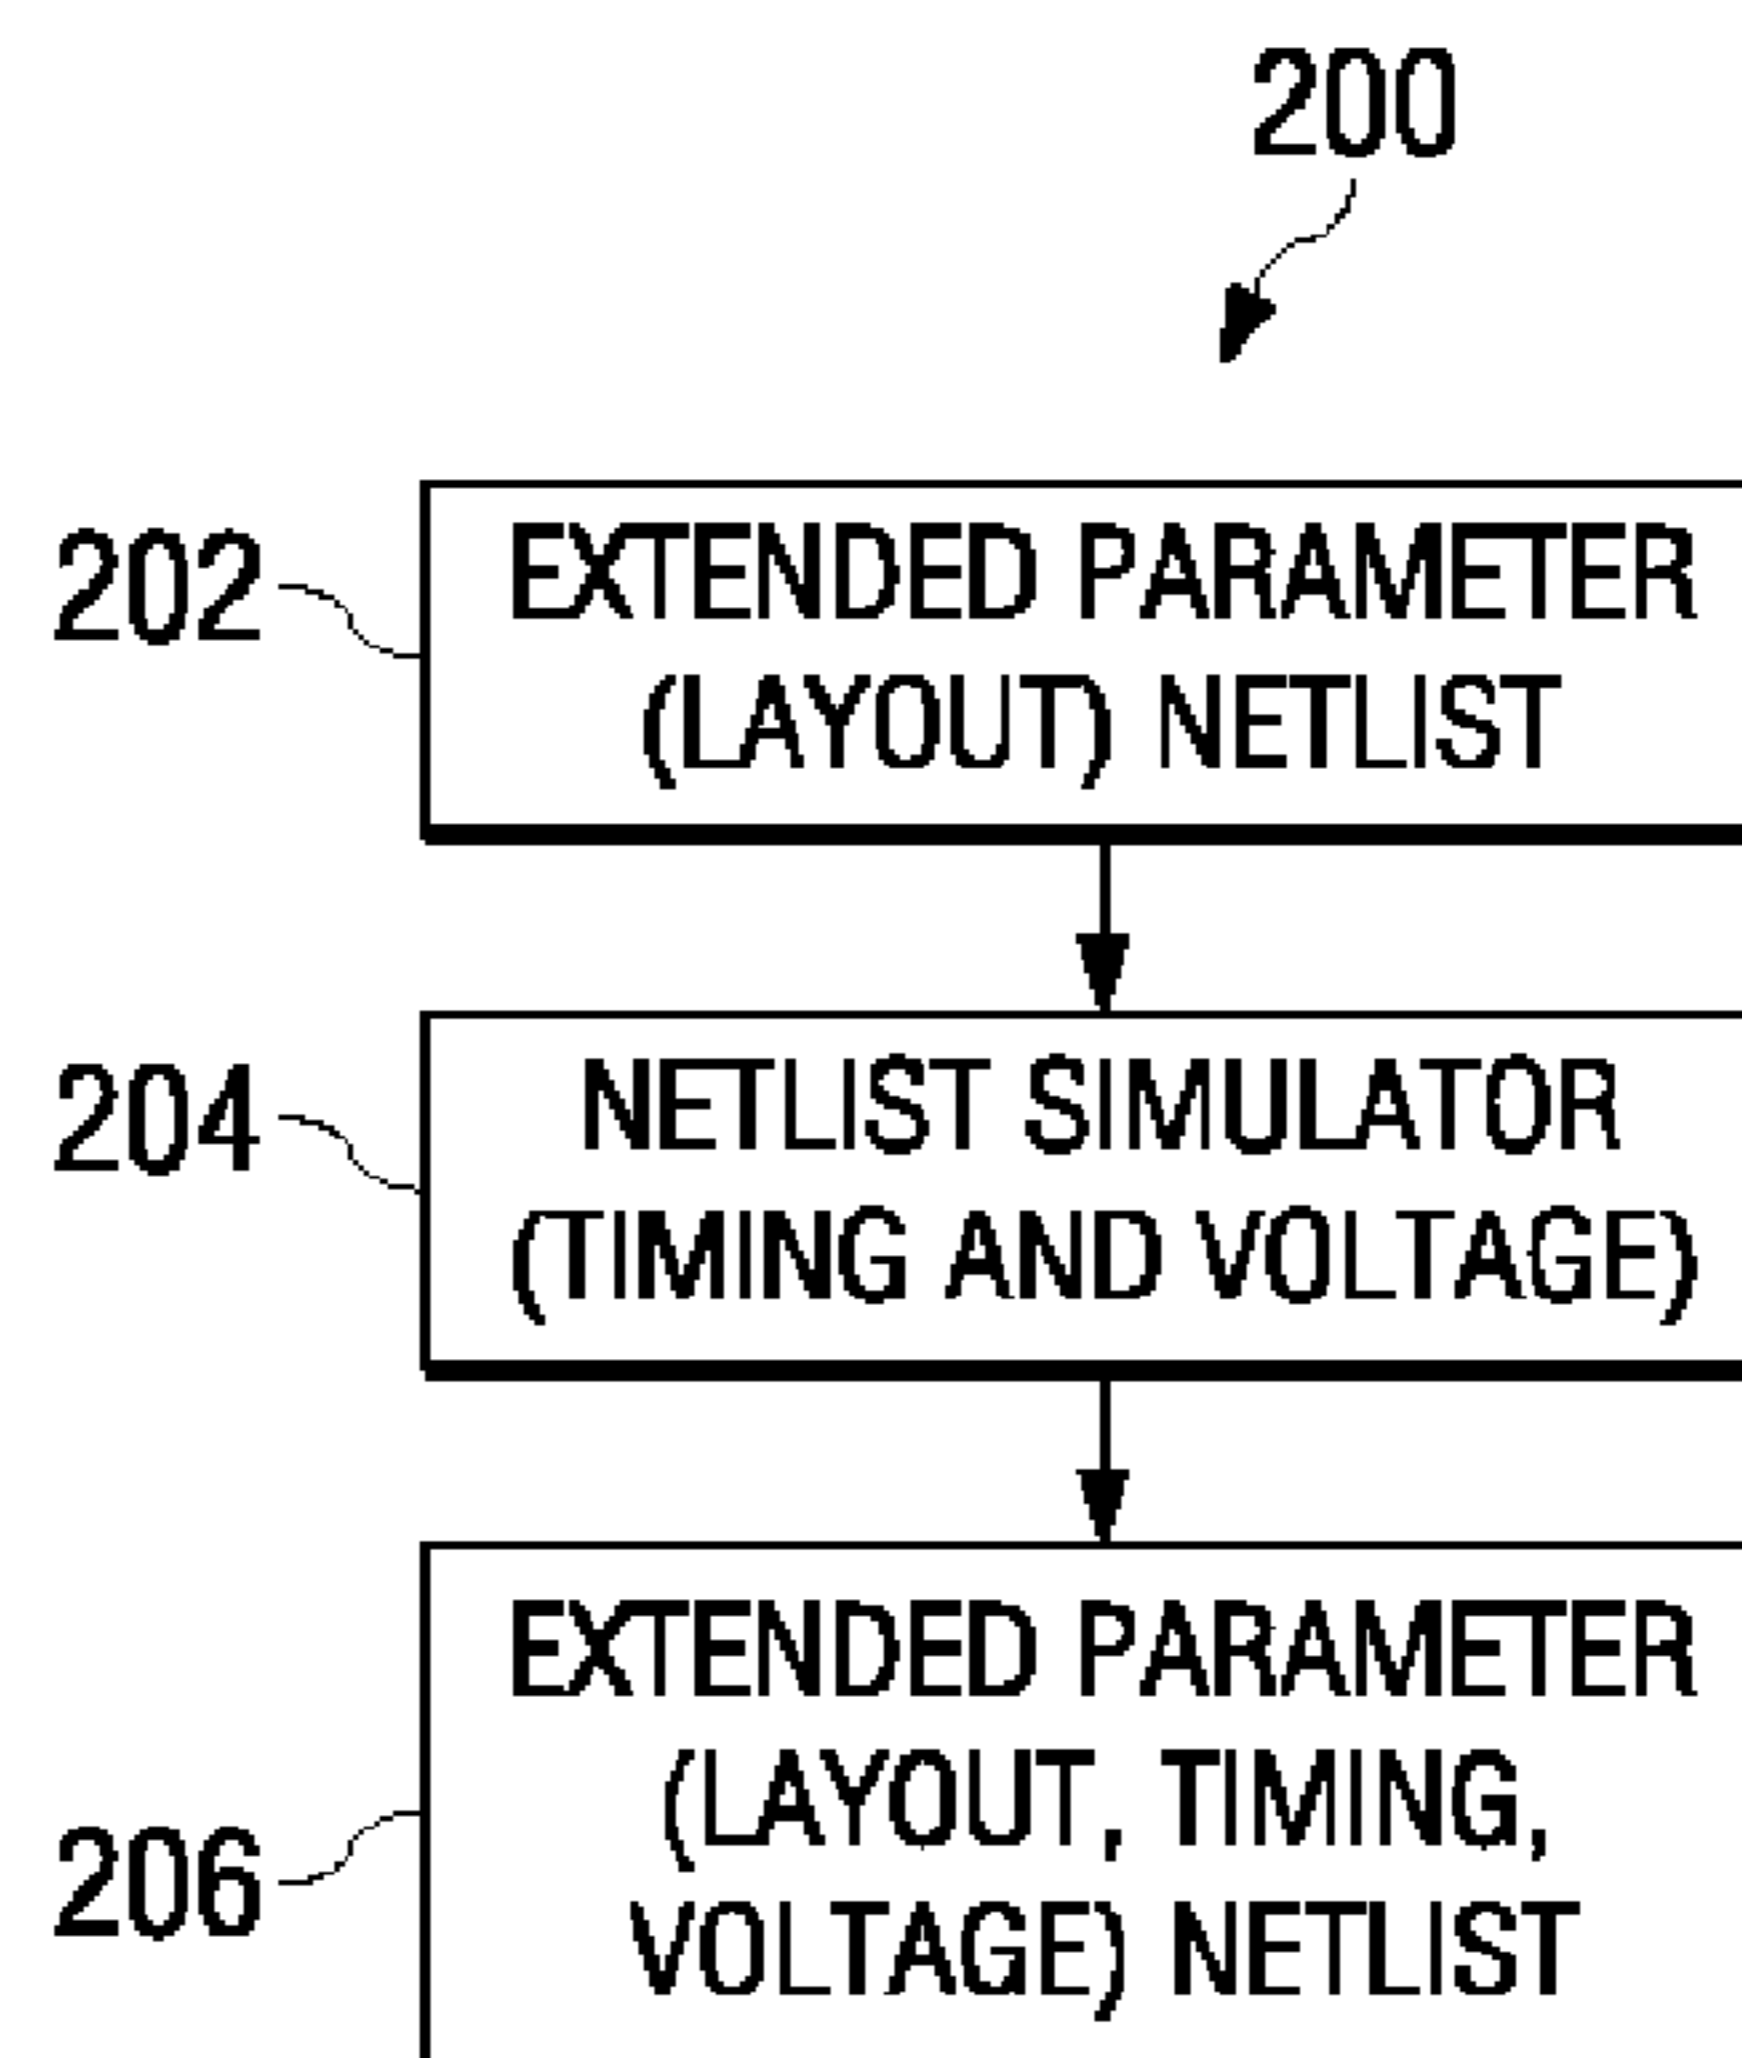 200
202
EXTENDED PARAMETER
(LAYOUT) NETLIST
204
NETLIST SIMULATOR
(TIMING AND VOLTAGE)
EXTENDED PARAMETER
(LAYOUT, TIMING,
206
VOLTAGE) NETLIST